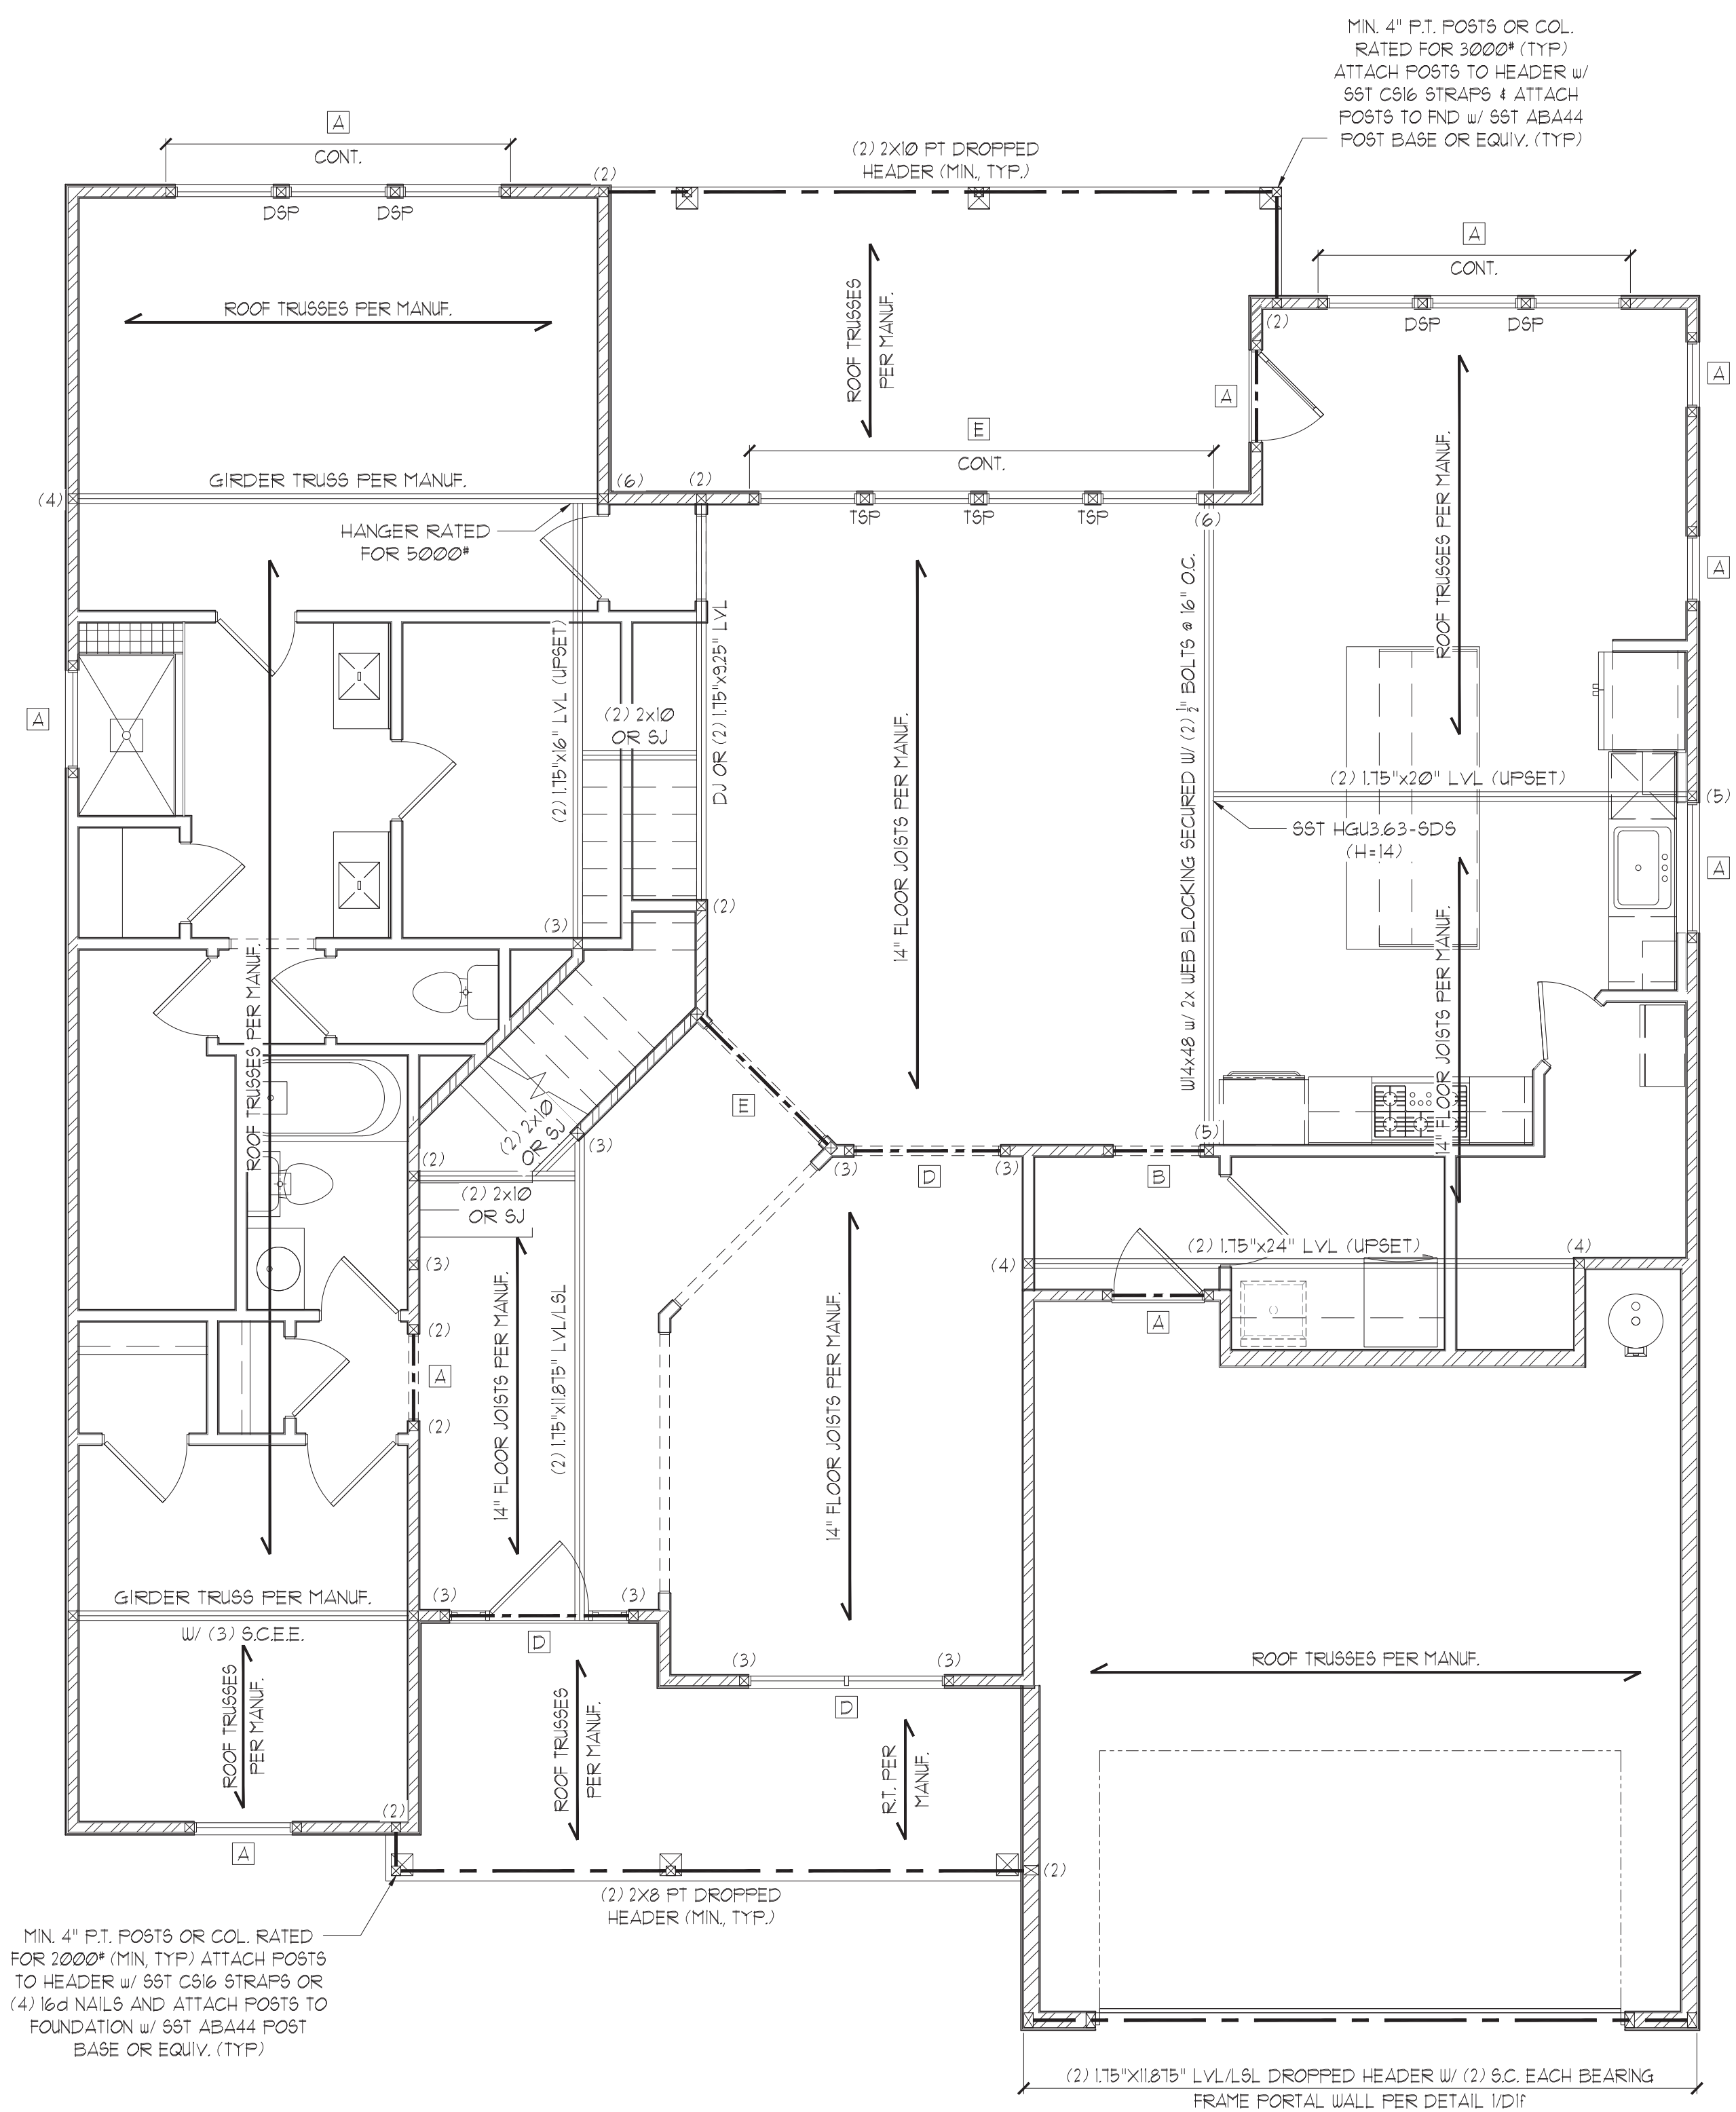 MIN. 4" P.T. POSTS OR COL.
RATED FOR 3000# (TYP)
ATTACH POSTS TO HEADER w/
SST CS16 STRAPS & ATTACH
POSTS TO FND w/ SST ABA44
POST BASE OR EQUIV. (TYP)
A
CONT.
(2) 2X10 PT DROPPED
HEADER (MIN., TYP.)
(2)
DSP
DSP
A
CONT.
ROOF TRUSSES PER MANUF.
ROOF TRUSSES
PER MANUF.
(2)
DSP
DSP
A
A
E
CONT.
GIRDER TRUSS PER MANUF.
(4)
(6)
(2)
HANGER RATED
FOR 5000#
TSP
TSP
TSP
(6)
ROOF TRUSSES PER MANUF.
A
(2) 1.75"x16" LVL (UPSET)
DJ OR (2) 1.75"x9.25" LVL
W14x48 w/ 2x WEB BLOCKING SECURED W/ (2) 1/2" BOLTS @ 16" O.C.
A
(2) 2x10
OR SJ
14" FLOOR JOISTS PER MANUF.
(2) 1.75"x20" LVL (UPSET)
(5)
SST HGU3.63-SDS
(H=14)
A
(2)
(3)
ROOF TRUSSES PER MANUF.
14" FLOOR JOISTS PER MANUF.
E
(2) 2x10
OR SJ
(3)
(2)
(3)
D
(3)
B
(5)
(2) 2x10
OR SJ
(3)
14" FLOOR JOISTS PER MANUF.
(2) 1.75"x11.875" LVL/LSL
14" FLOOR JOISTS PER MANUF.
(4)
(2) 1.75"x24" LVL (UPSET)
(4)
A
(2)
A
(2)
GIRDER TRUSS PER MANUF.
W/ (3) S.C.E.E.
(3)
(3)
D
(3)
(3)
D
ROOF TRUSSES
PER MANUF.
ROOF TRUSSES
PER MANUF.
R.T. PER
MANUF.
ROOF TRUSSES PER MANUF.
(2)
A
(2)
(2) 2X8 PT DROPPED
HEADER (MIN., TYP.)
MIN. 4" P.T. POSTS OR COL. RATED
FOR 2000# (MIN, TYP) ATTACH POSTS
TO HEADER w/ SST CS16 STRAPS OR
(4) 16d NAILS AND ATTACH POSTS TO
FOUNDATION w/ SST ABA44 POST
BASE OR EQUIV. (TYP)
(2) 1.75"X11.875" LVL/LSL DROPPED HEADER W/ (2) S.C. EACH BEARING
FRAME PORTAL WALL PER DETAIL 1/D1f